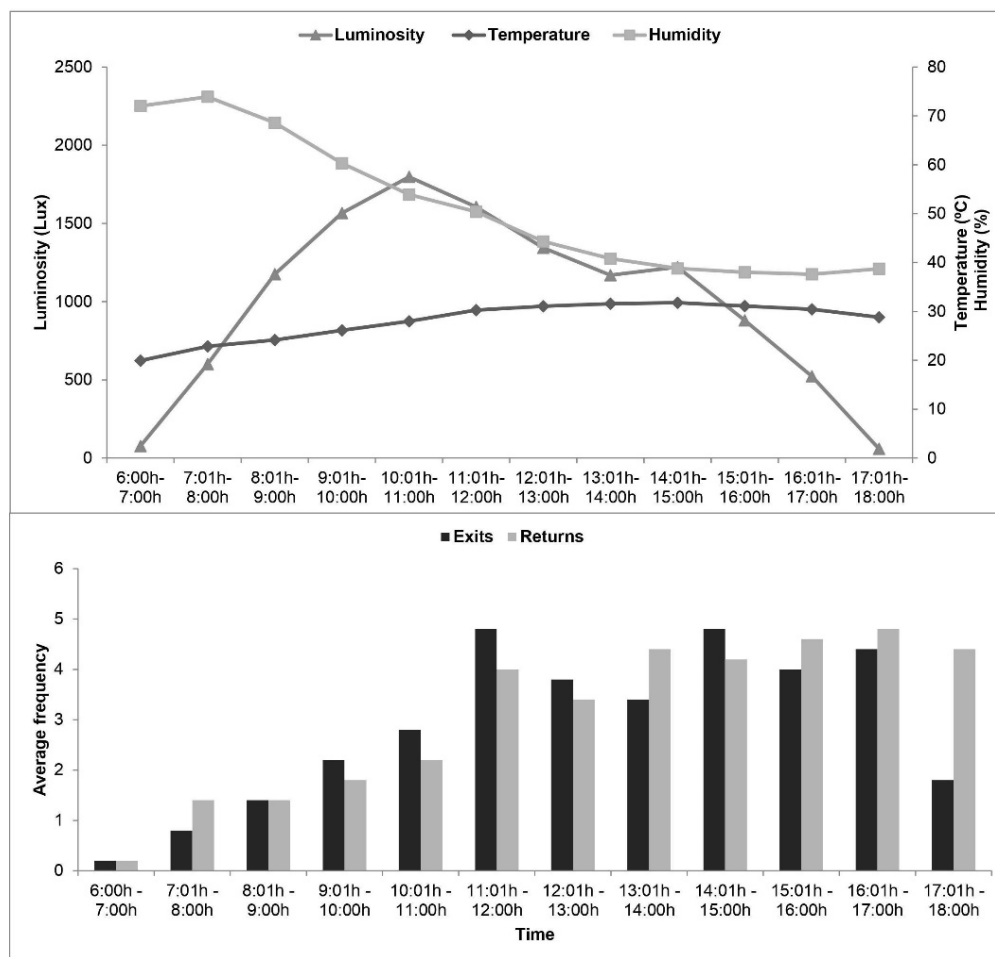 Luminosity Temperature Humidity
2500
2000
1500
1000
500
0
Luminosity (Lux)
80
70
60
50
40
30
20
10
0
Temperature (ºC)
Humidity (%)
6:00h- 7:01h- 8:01h- 9:01h- 10:01h- 11:01h- 12:01h- 13:01h- 14:01h- 15:01h- 16:01h- 17:01h-
7:00h 8:00h 9:00h 10:00h 11:00h 12:00h 13:00h 14:00h 15:00h 16:00h 17:00h 18:00h
Exits Returns
6
5
4
3
2
1
0
Average frequency
6:00h - 7:01h - 8:01h - 9:01h - 10:01h - 11:01h - 12:01h - 13:01h - 14:01h - 15:01h - 16:01h - 17:01h -
7:00h 8:00h 9:00h 10:00h 11:00h 12:00h 13:00h 14:00h 15:00h 16:00h 17:00h 18:00h
Time